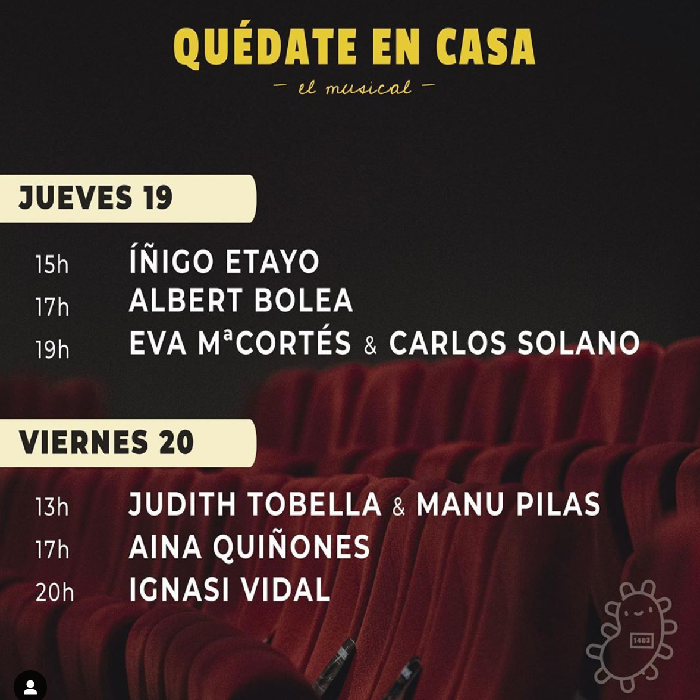 QUÉDATE EN CASA
– el musical –
JUEVES 19
15h ÍÑIGO ETAYO
17h ALBERT BOLEA
19h EVA MªCORTÉS & CARLOS SOLANO
VIERNES 20
13h JUDITH TOBELLA & MANU PILAS
17h AINA QUIÑONES
20h IGNASI VIDAL
1403